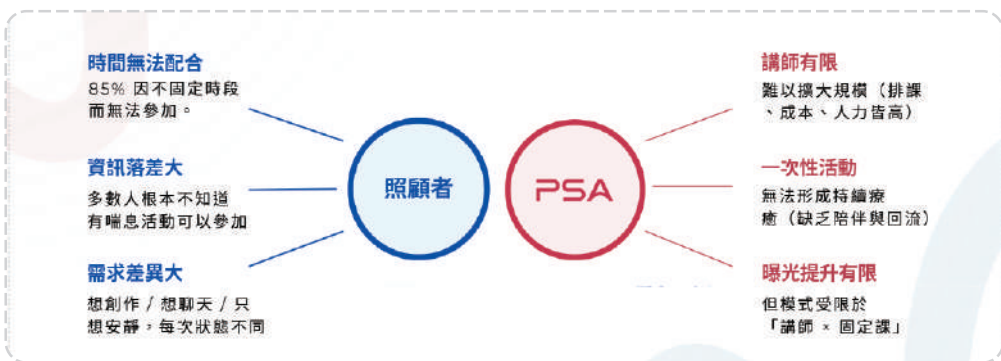 時間無法配合
85% 因不固定時段
而無法參加。
資訊落差大
多數人根本不知道
有喘息活動可以參加
需求差異大
想創作 / 想聊天 / 只
想安靜，每次狀態不同
照顧者
PSA
講師有限
難以擴大規模（排課
、成本、人力皆高）
一次性活動
無法形成持續療
癒（缺乏陪伴與回流）
曝光提升有限
但模式受限於
「講師 × 固定課」